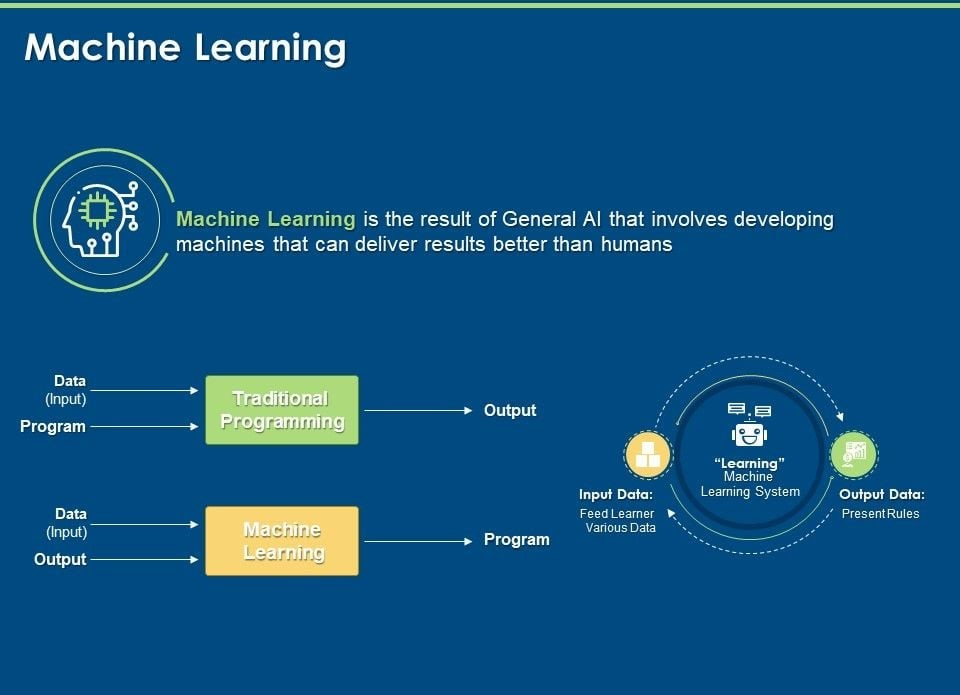 Machine Learning
Machine Learning is the result of General AI that involves developing
machines that can deliver results better than humans
Data
(Input)
Program
Traditional
Programming
Output
Data
(Input)
Output
Machine
Learning
Program
“Learning”
Machine
Learning System
Input Data:
Feed Learner
Various Data
Output Data:
Present Rules